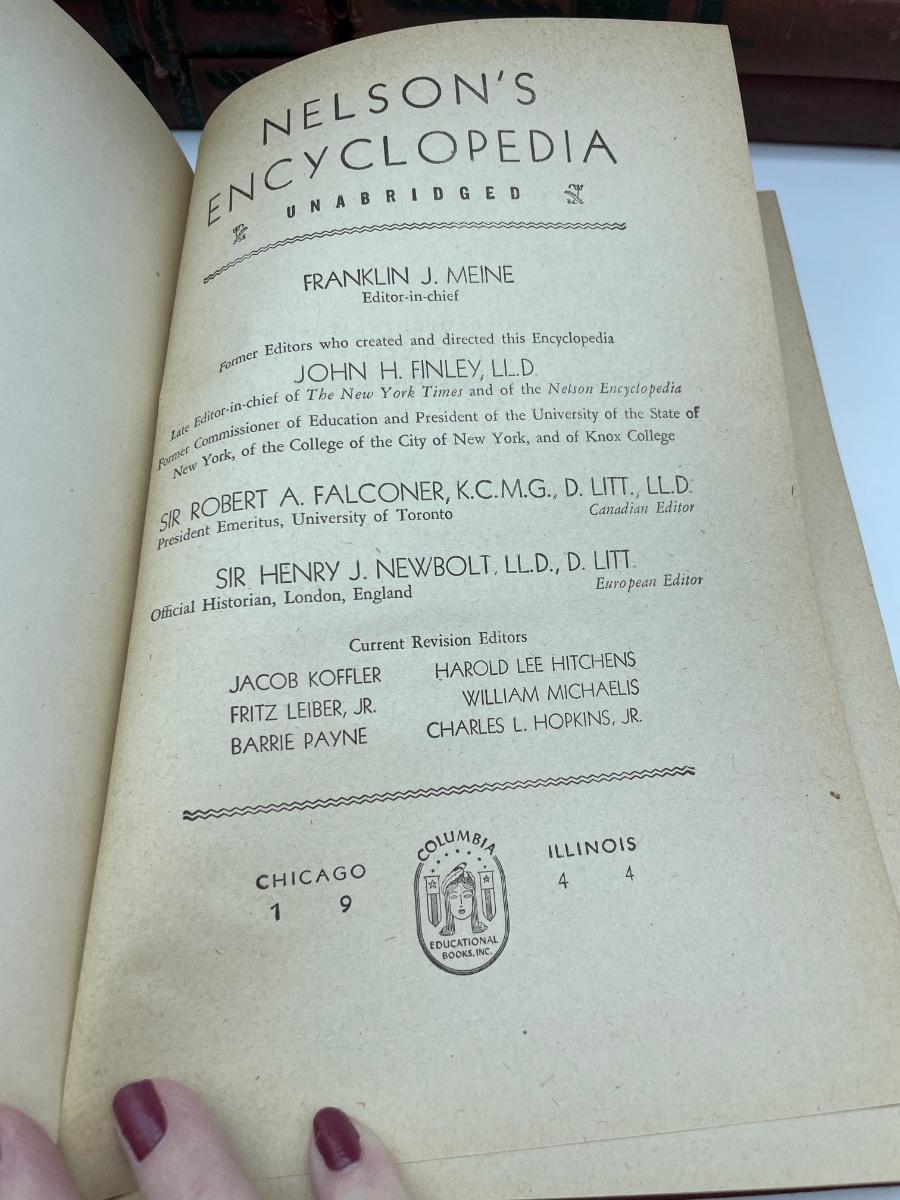 NELSON'S
ENCYCLOPEDIA
UNABRIDGED
FRANKLIN J. MEINE
Editor-in-chief
Former Editors who created and directed this Encyclopedia
JOHN H. FINLEY, LL.D.
Late Editor-in-chief of The New York Times and of the Nelson Encyclopedia
Former Commissioner of Education and President of the University of the State of
New York, of the College of the City of New York, and of Knox College
SIR ROBERT A. FALCONER, K.C.M.G., D. LITT., LL.D.
President Emeritus, University of Toronto Canadian Editor
SIR HENRY J. NEWBOLT, LL.D., D. LITT.
Official Historian, London, England European Editor
Current Revision Editors
JACOB KOFFLER HAROLD LEE HITCHENS
FRITZ LEIBER, JR. WILLIAM MICHAELIS
BARRIE PAYNE CHARLES L. HOPKINS, JR.
COLUMBIA
EDUCATIONAL
BOOKS, INC.
CHICAGO ILLINOIS
1 9 4 4